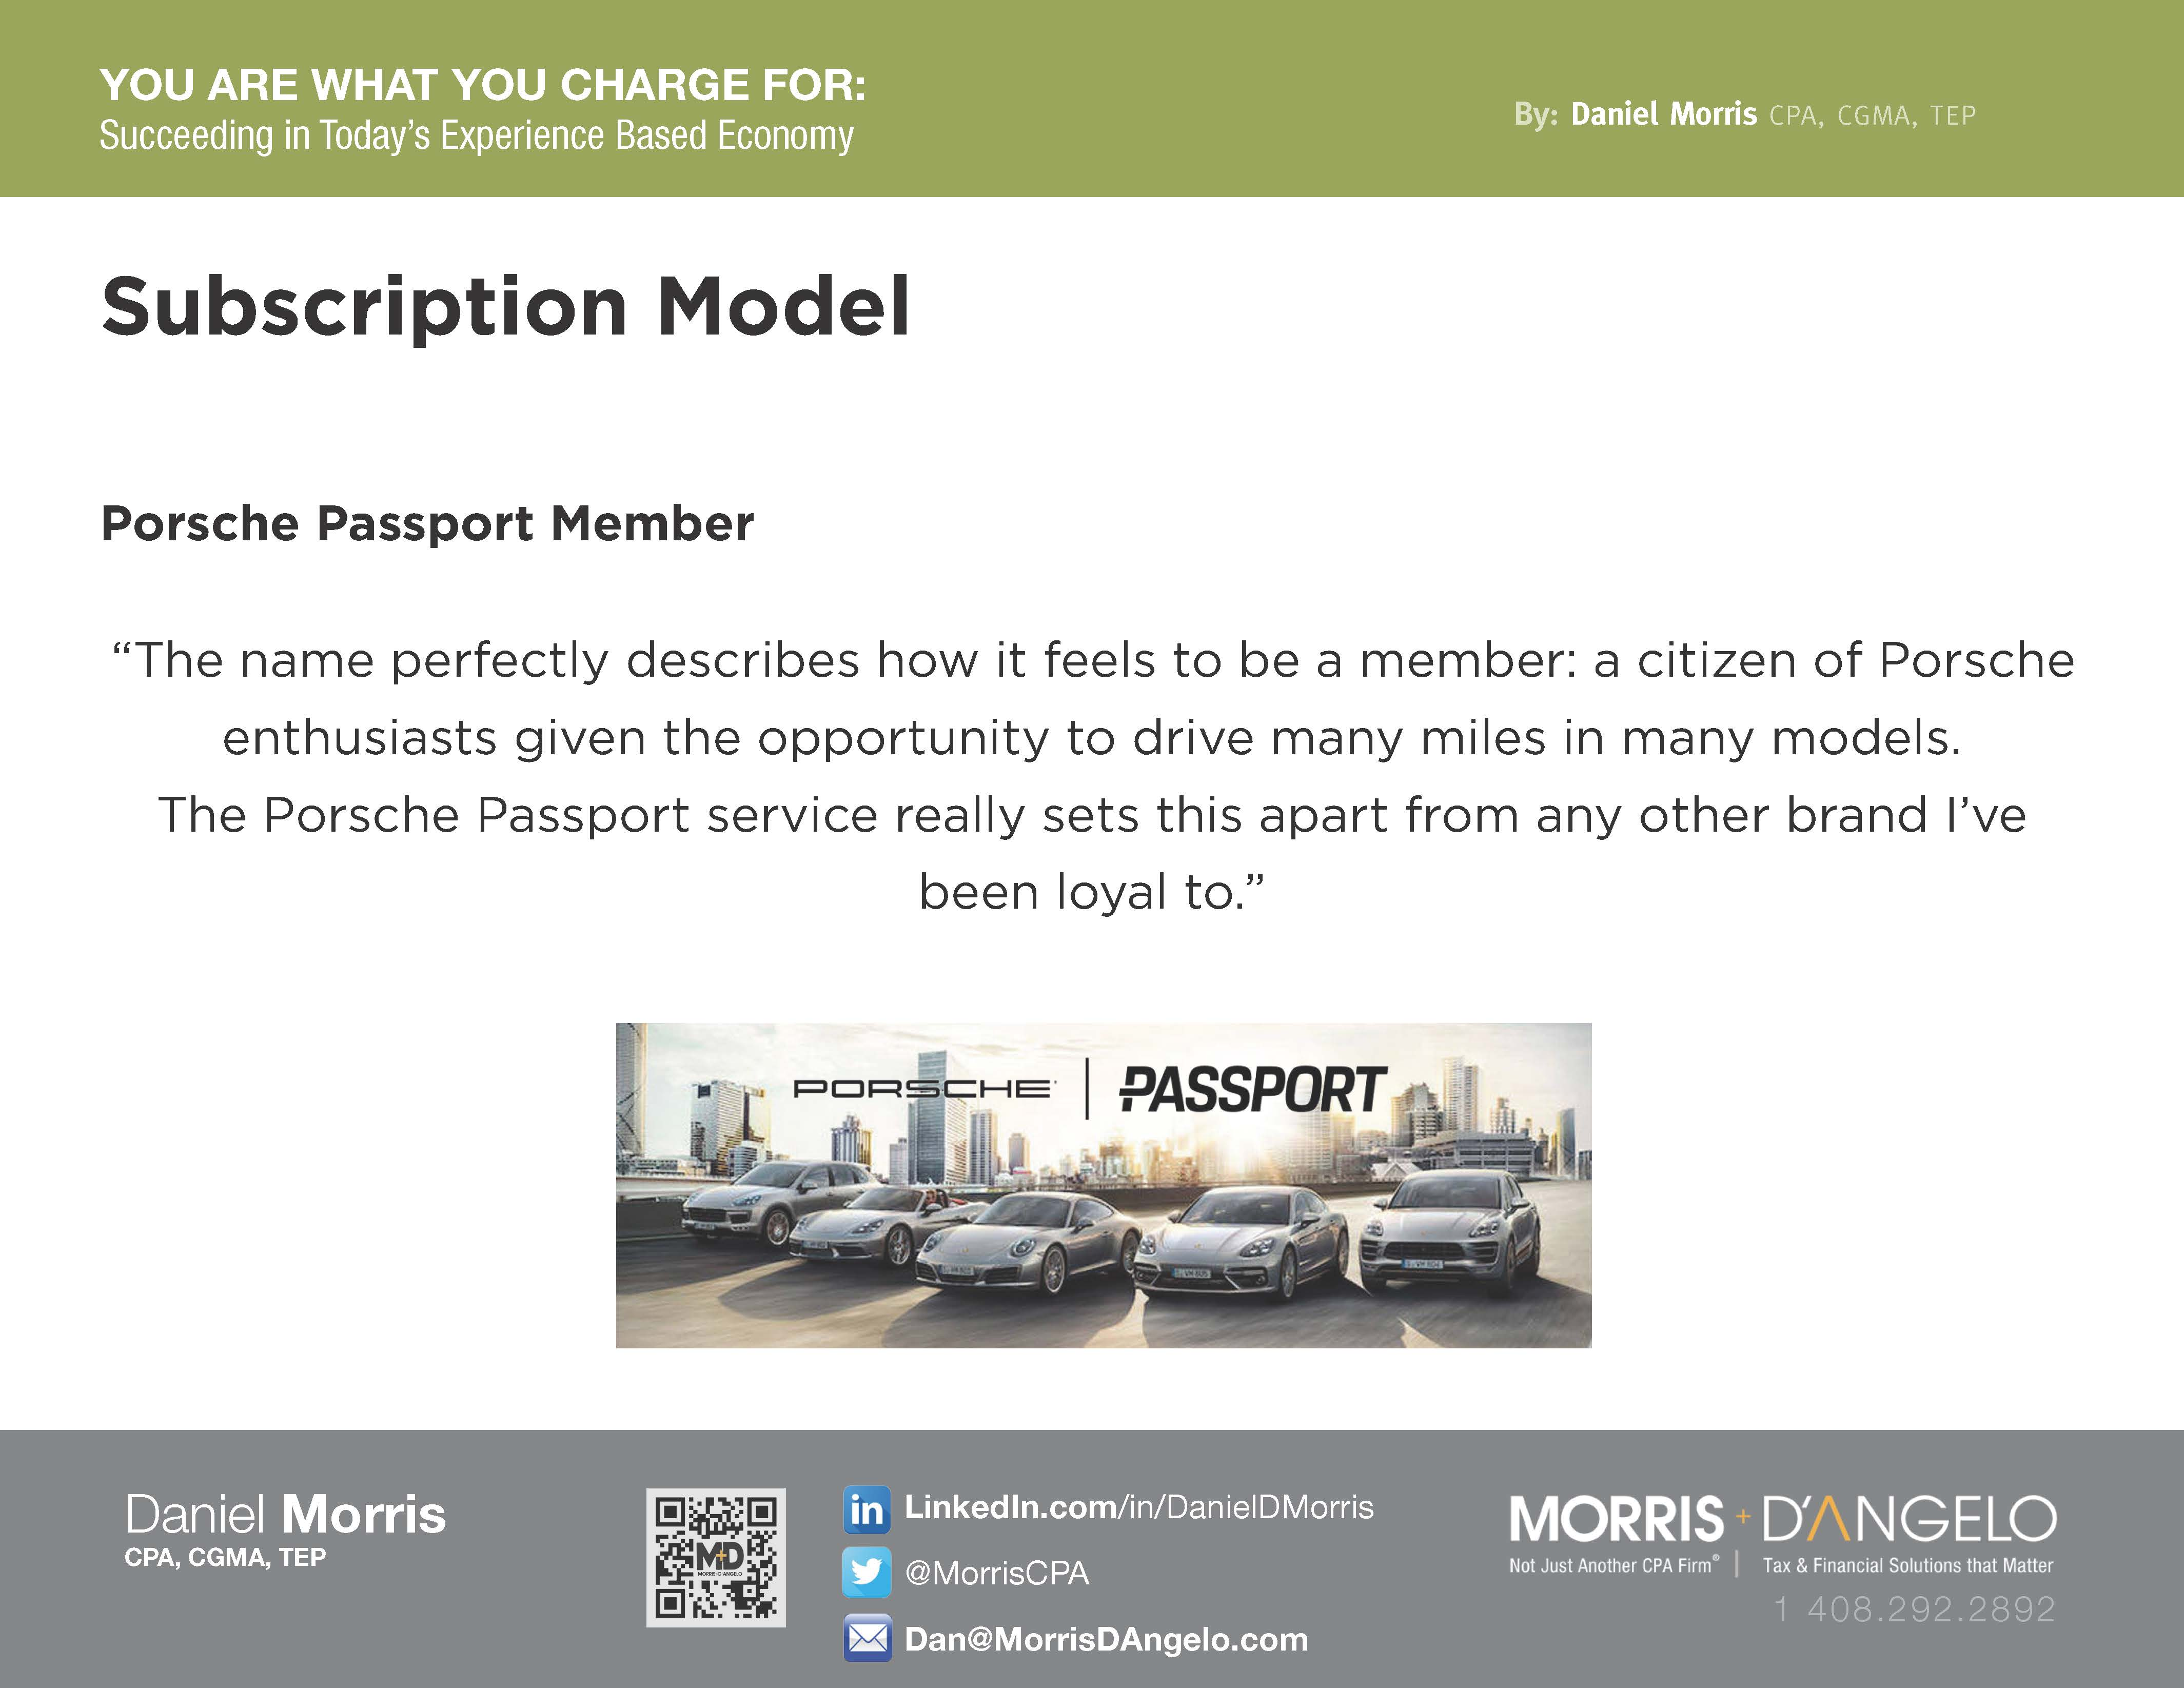 YOU ARE WHAT YOU CHARGE FOR:
Succeeding in Today's Experience Based Economy
By: Daniel Morris CPA, CGMA, TEP
Subscription Model
Porsche Passport Member
“The name perfectly describes how it feels to be a member: a citizen of Porsche
enthusiasts given the opportunity to drive many miles in many models.
The Porsche Passport service really sets this apart from any other brand I’ve
been loyal to.”
PORSCHE | PASSPORT
Daniel Morris
CPA, CGMA, TEP
M+D
MORRIS+D'ANGELO
LinkedIn.com/in/DanielDMorris
@MorrisCPA
Dan@MorrisDAngelo.com
MORRIS + D'ANGELO
Not Just Another CPA Firm® | Tax & Financial Solutions that Matter
1 408.292.2892